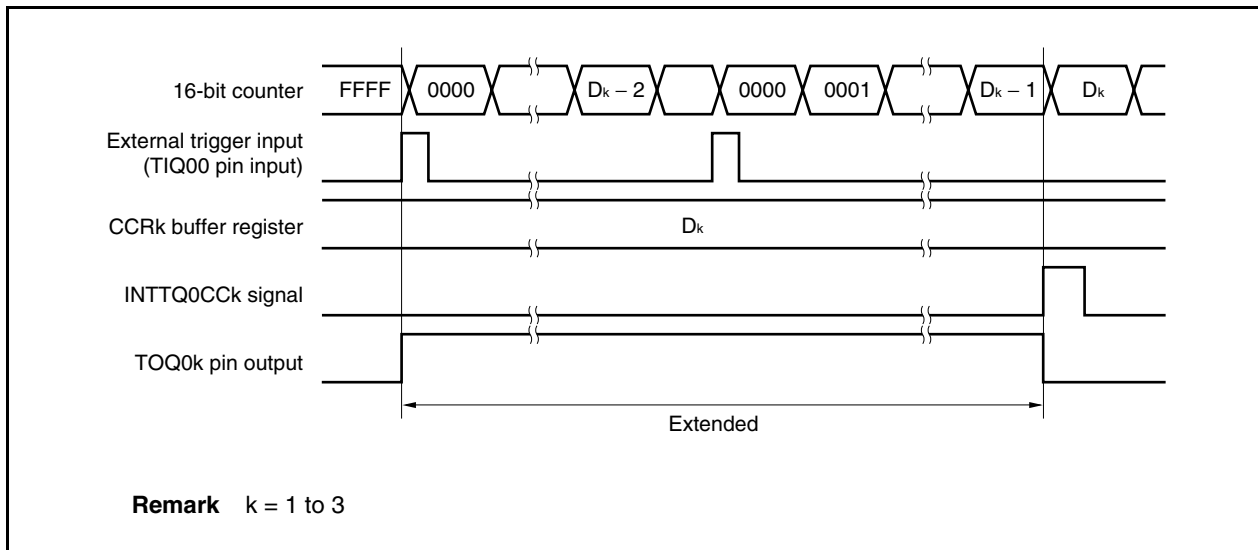 16-bit counter FFFF 0000 Dk − 2 0000 0001 Dk − 1 Dk
External trigger input
(TIQ00 pin input)
CCRk buffer register Dk
INTTQ0CCk signal
TOQ0k pin output
Extended
Remark k = 1 to 3